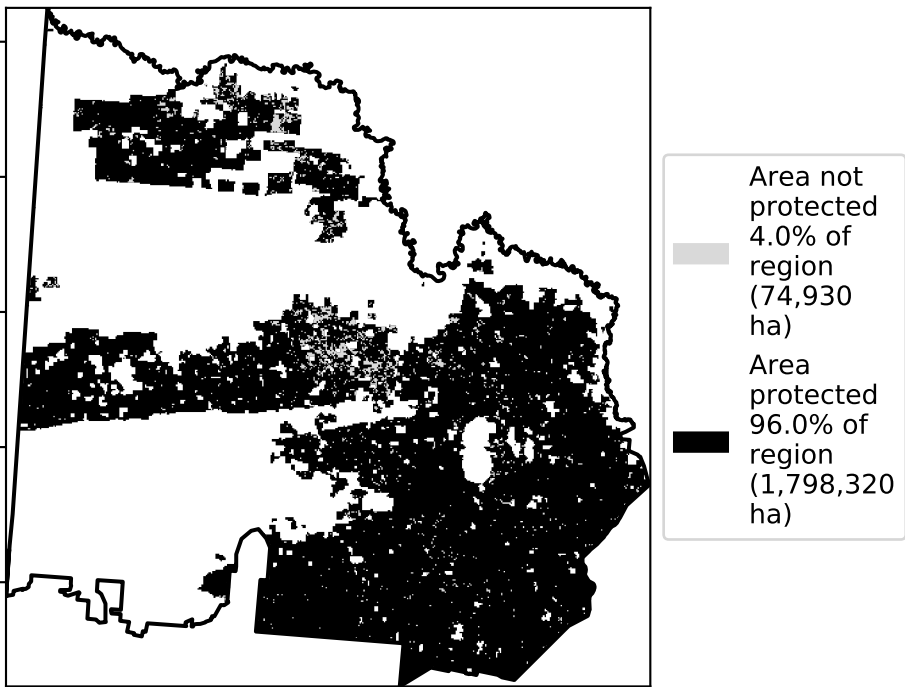 Area not
protected
4.0% of
region
(74,930
ha)
Area
protected
96.0% of
region
(1,798,320
ha)